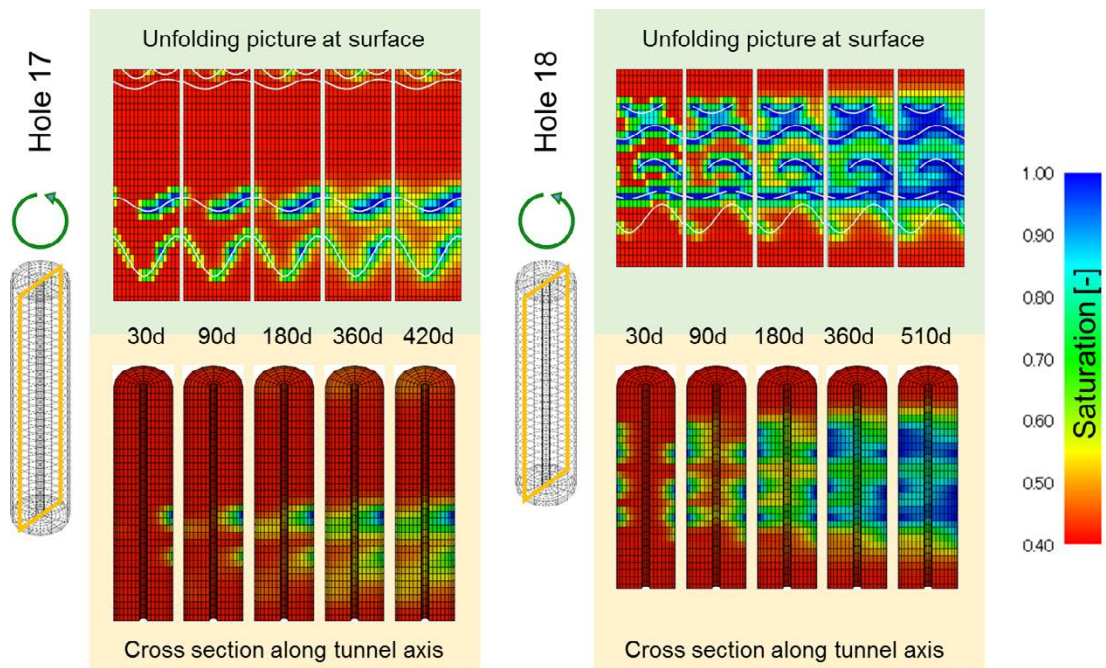 Hole 17
Unfolding picture at surface
30d 90d 180d 360d 420d
Cross section along tunnel axis
Hole 18
Unfolding picture at surface
30d 90d 180d 360d 510d
Cross section along tunnel axis
Saturation [-]
1.00
0.90
0.80
0.70
0.60
0.50
0.40